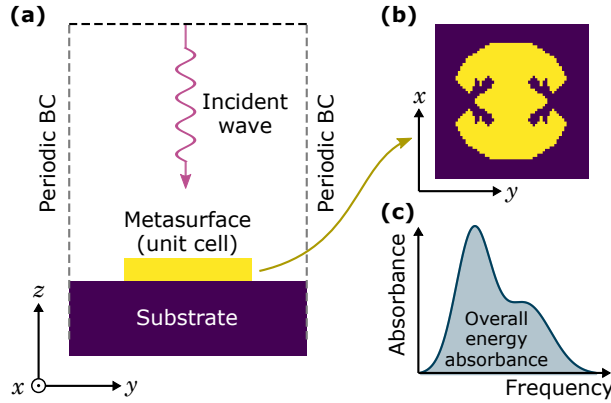 (a)
Periodic BC
Incident
wave
Periodic BC
Metasurface
(unit cell)
Substrate
z
x
y
(b)
x
y
(c)
Absorbance
Overall
energy
absorbance
Frequency